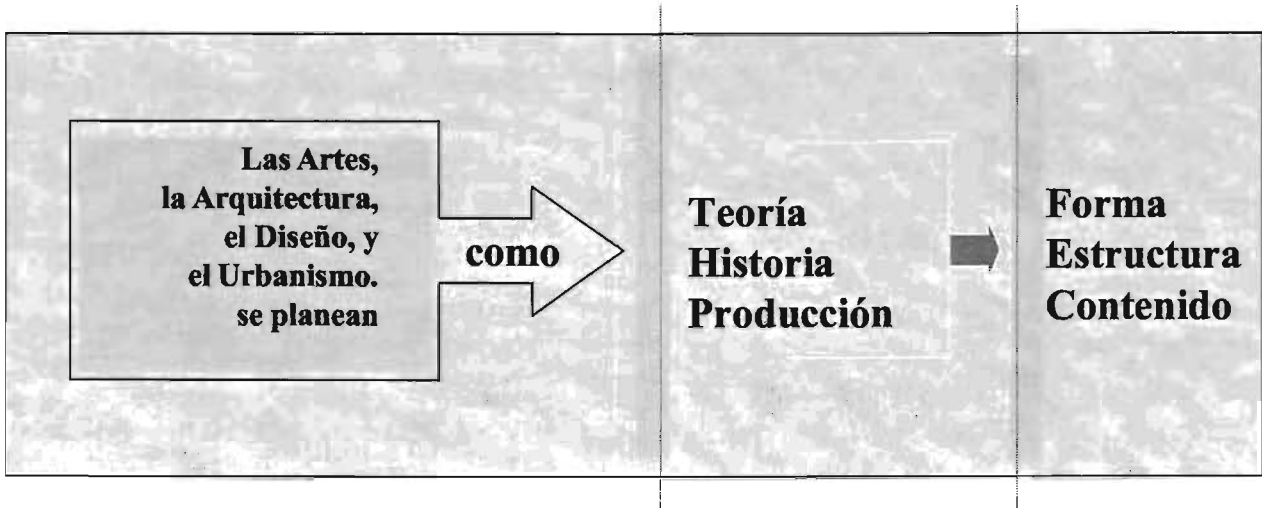 Las Artes,
la Arquitectura,
el Diseño, y
el Urbanismo.
se planean
como
Teoría
Historia
Producción
Forma
Estructura
Contenido